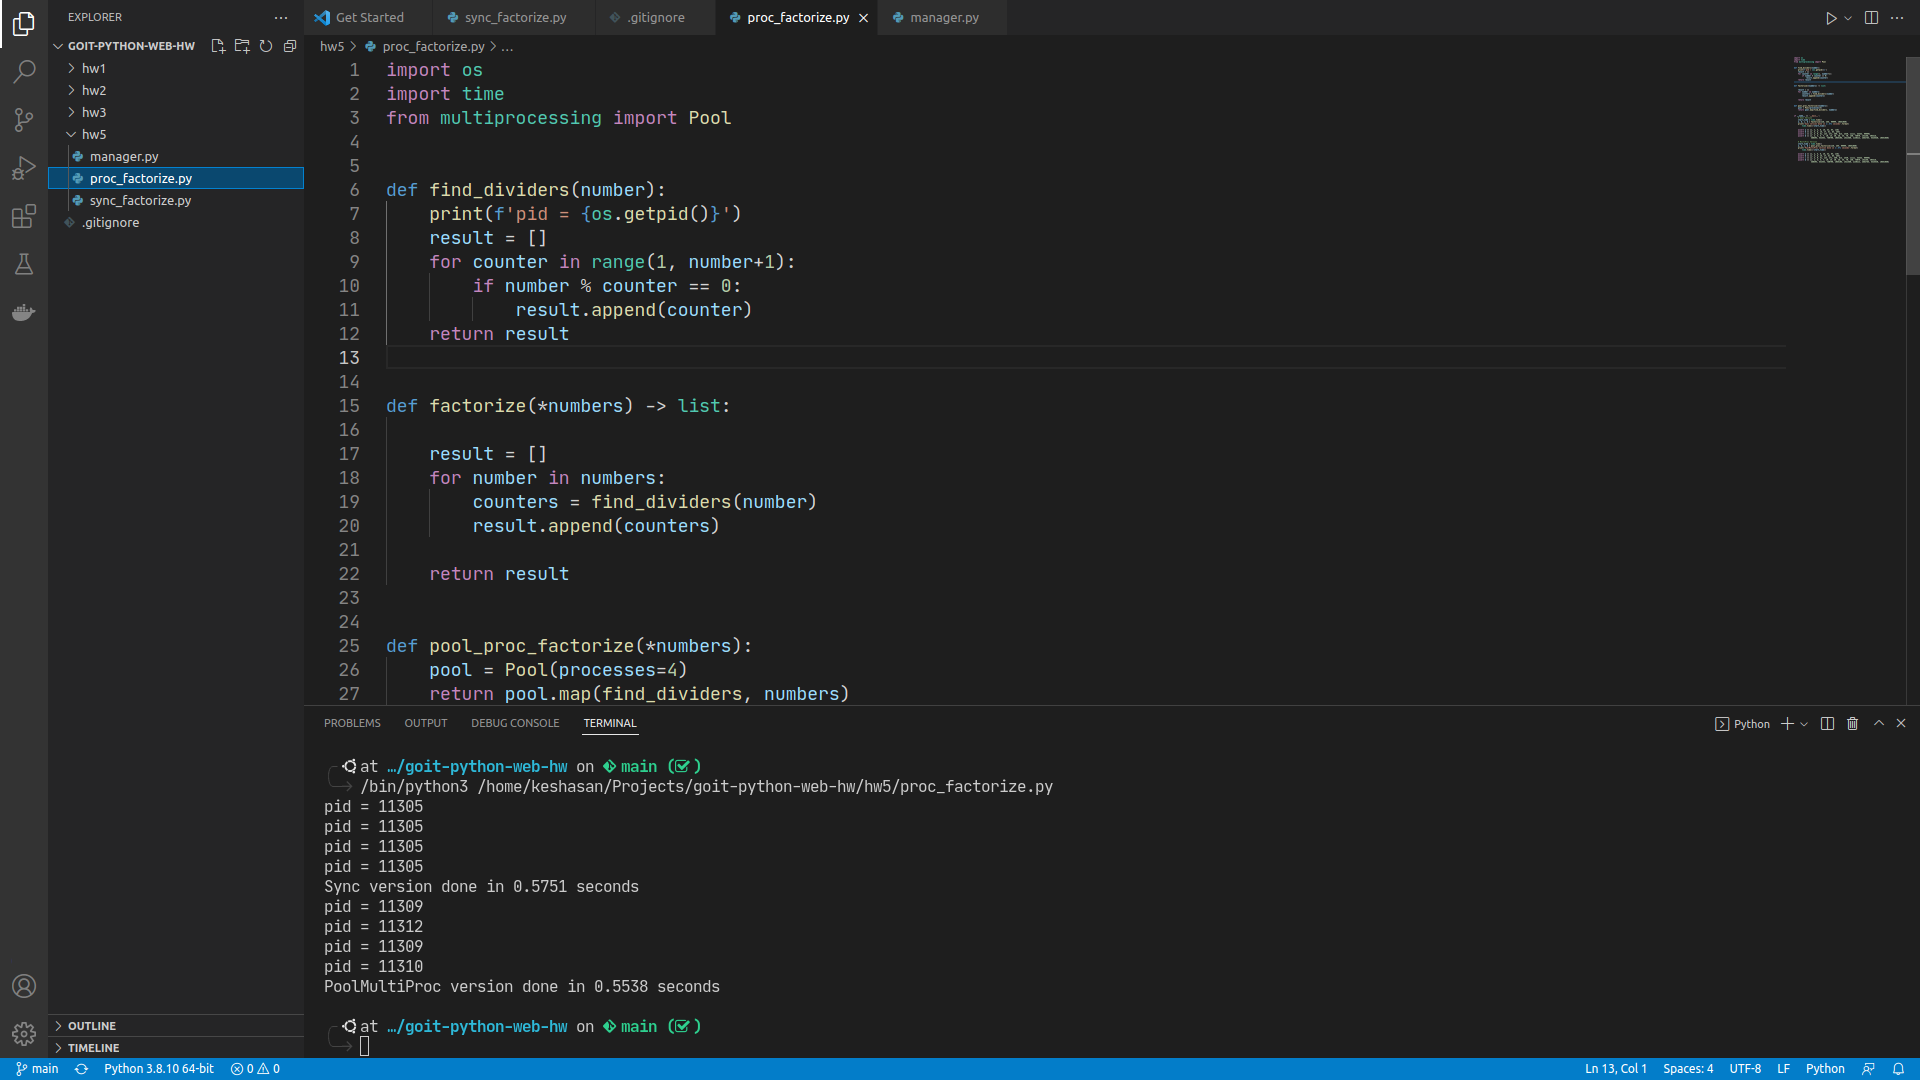 EXPLORER
GOIT-PYTHON-WEB-HW
hw1
hw2
hw3
hw5
manager.py
proc_factorize.py
sync_factorize.py
.gitignore
OUTLINE
TIMELINE
Get Started
sync_factorize.py
.gitignore
proc_factorize.py
manager.py
hw5 > proc_factorize.py > ...
1 import os
2 import time
3 from multiprocessing import Pool
4
5
6 def find_dividers(number):
7     print(f'pid = {os.getpid()}')
8     result = []
9     for counter in range(1, number+1):
10         if number % counter == 0:
11             result.append(counter)
12     return result
13
14
15 def factorize(*numbers) -> list:
16
17     result = []
18     for number in numbers:
19         counters = find_dividers(number)
20         result.append(counters)
21
22     return result
23
24
25 def pool_proc_factorize(*numbers):
26     pool = Pool(processes=4)
27     return pool.map(find_dividers, numbers)
PROBLEMS OUTPUT DEBUG CONSOLE TERMINAL
Python
at …/goit-python-web-hw on main ( )
/bin/python3 /home/keshasan/Projects/goit-python-web-hw/hw5/proc_factorize.py
pid = 11305
pid = 11305
pid = 11305
pid = 11305
Sync version done in 0.5751 seconds
pid = 11309
pid = 11312
pid = 11309
pid = 11310
PoolMultiProc version done in 0.5538 seconds
at …/goit-python-web-hw on main ( )
main Python 3.8.10 64-bit 0 0 Ln 13, Col 1 Spaces: 4 UTF-8 LF Python